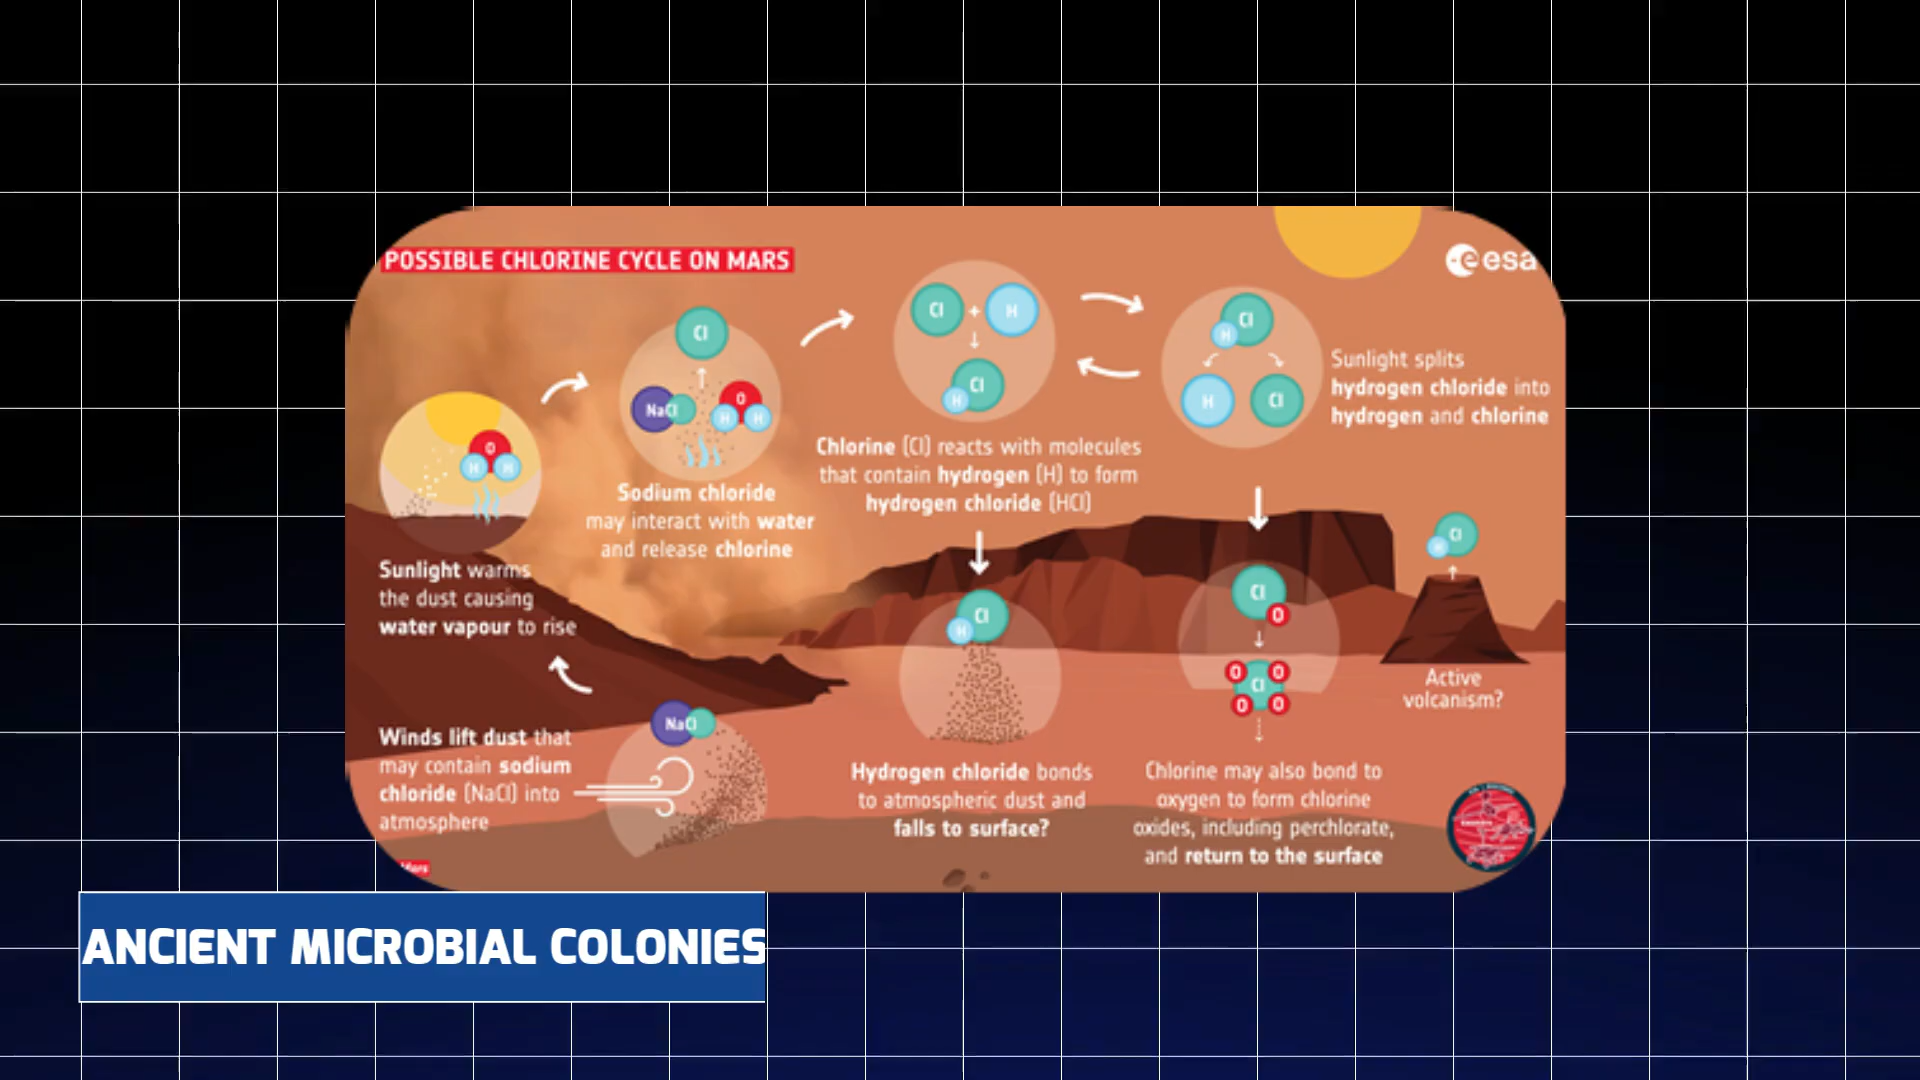 POSSIBLE CHLORINE CYCLE ON MARS
esa
Cl
NaCl
O
H H
Cl + H
Cl
H
Cl
H
H
Cl
Sunlight splits
hydrogen chloride into
hydrogen and chlorine
O
H H
Chlorine (Cl) reacts with molecules
that contain hydrogen (H) to form
hydrogen chloride (HCl)
Sodium chloride
may interact with water
and release chlorine
Sunlight warms
the dust causing
water vapour to rise
Cl
H
Cl
H
Cl
O
O O
Cl
O O
Active
volcanism?
NaCl
Winds lift dust that
may contain sodium
chloride (NaCl) into
atmosphere
Hydrogen chloride bonds
to atmospheric dust and
falls to surface?
Chlorine may also bond to
oxygen to form chlorine
oxides, including perchlorate,
and return to the surface
ANCIENT MICROBIAL COLONIES